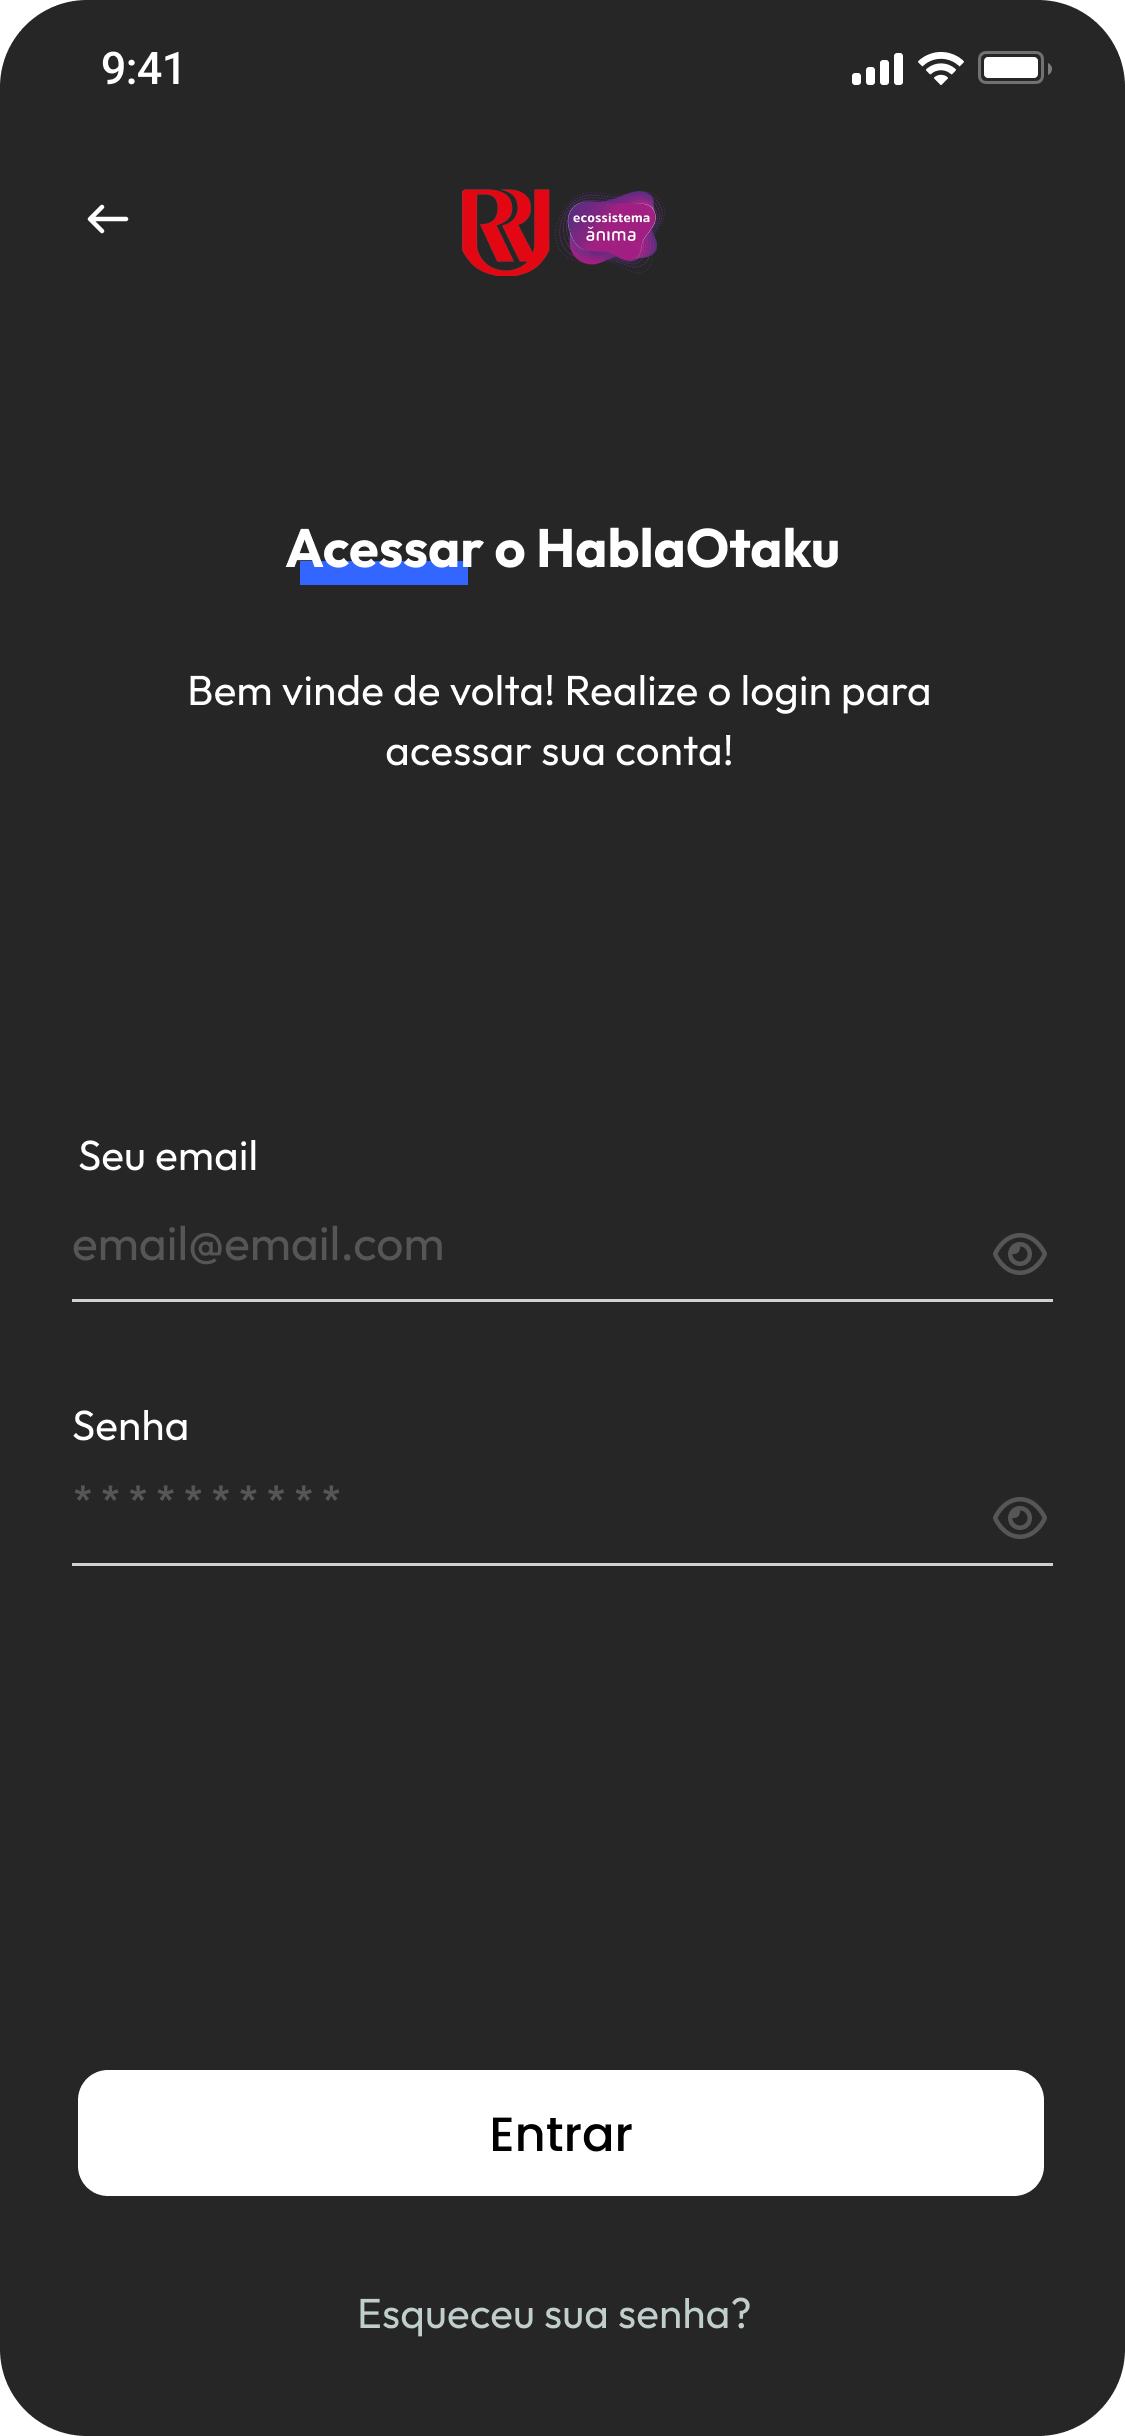 9:41
ecossistema
ănıma
Acessar o HablaOtaku
Bem vinde de volta! Realize o login para
acessar sua conta!
Seu email
email@email.com
Senha
* * * * * * * * * *
Entrar
Esqueceu sua senha?